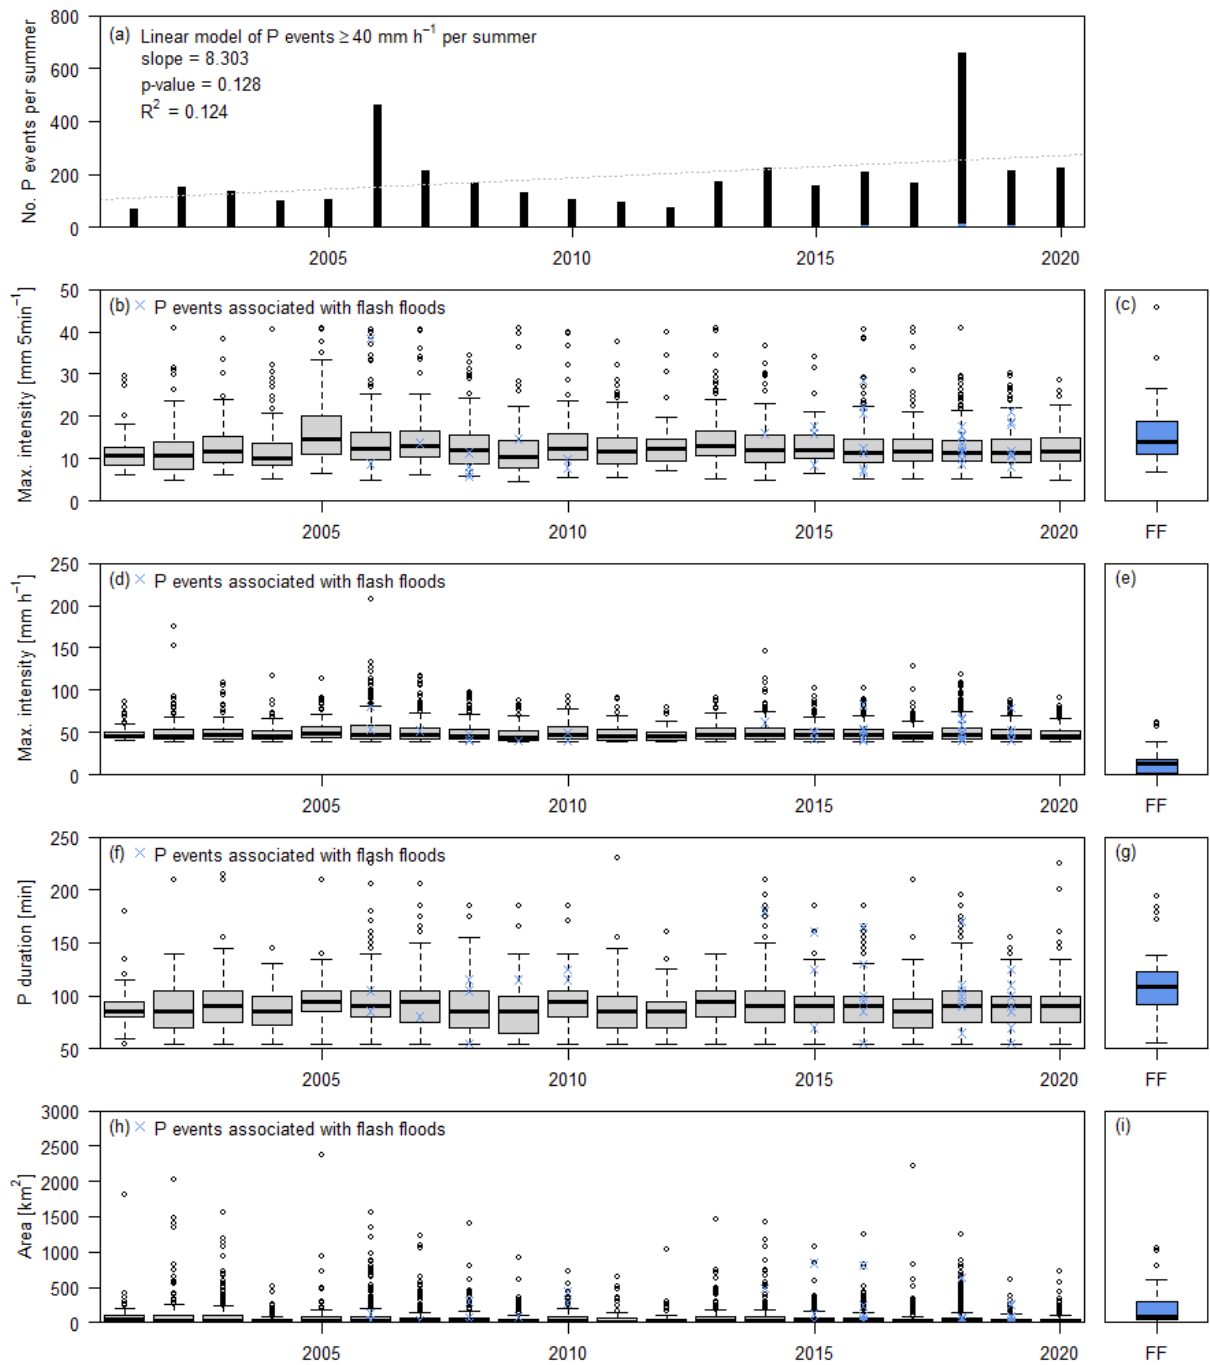 800
600
400
200
0
No. P events per summer
(a) Linear model of P events ≥ 40 mm h⁻¹ per summer
slope = 8.303
p-value = 0.128
R² = 0.124
2005 2010 2015 2020
50
40
30
20
10
0
Max. intensity [mm 5min⁻¹]
(b) × P events associated with flash floods
2005 2010 2015 2020
(c)
FF
250
200
150
100
50
0
Max. intensity [mm h⁻¹]
(d) × P events associated with flash floods
2005 2010 2015 2020
(e)
FF
250
200
150
100
50
P duration [min]
(f) × P events associated with flash floods
2005 2010 2015 2020
(g)
FF
3000
2500
2000
1500
1000
500
0
Area [km²]
(h) × P events associated with flash floods
2005 2010 2015 2020
(i)
FF